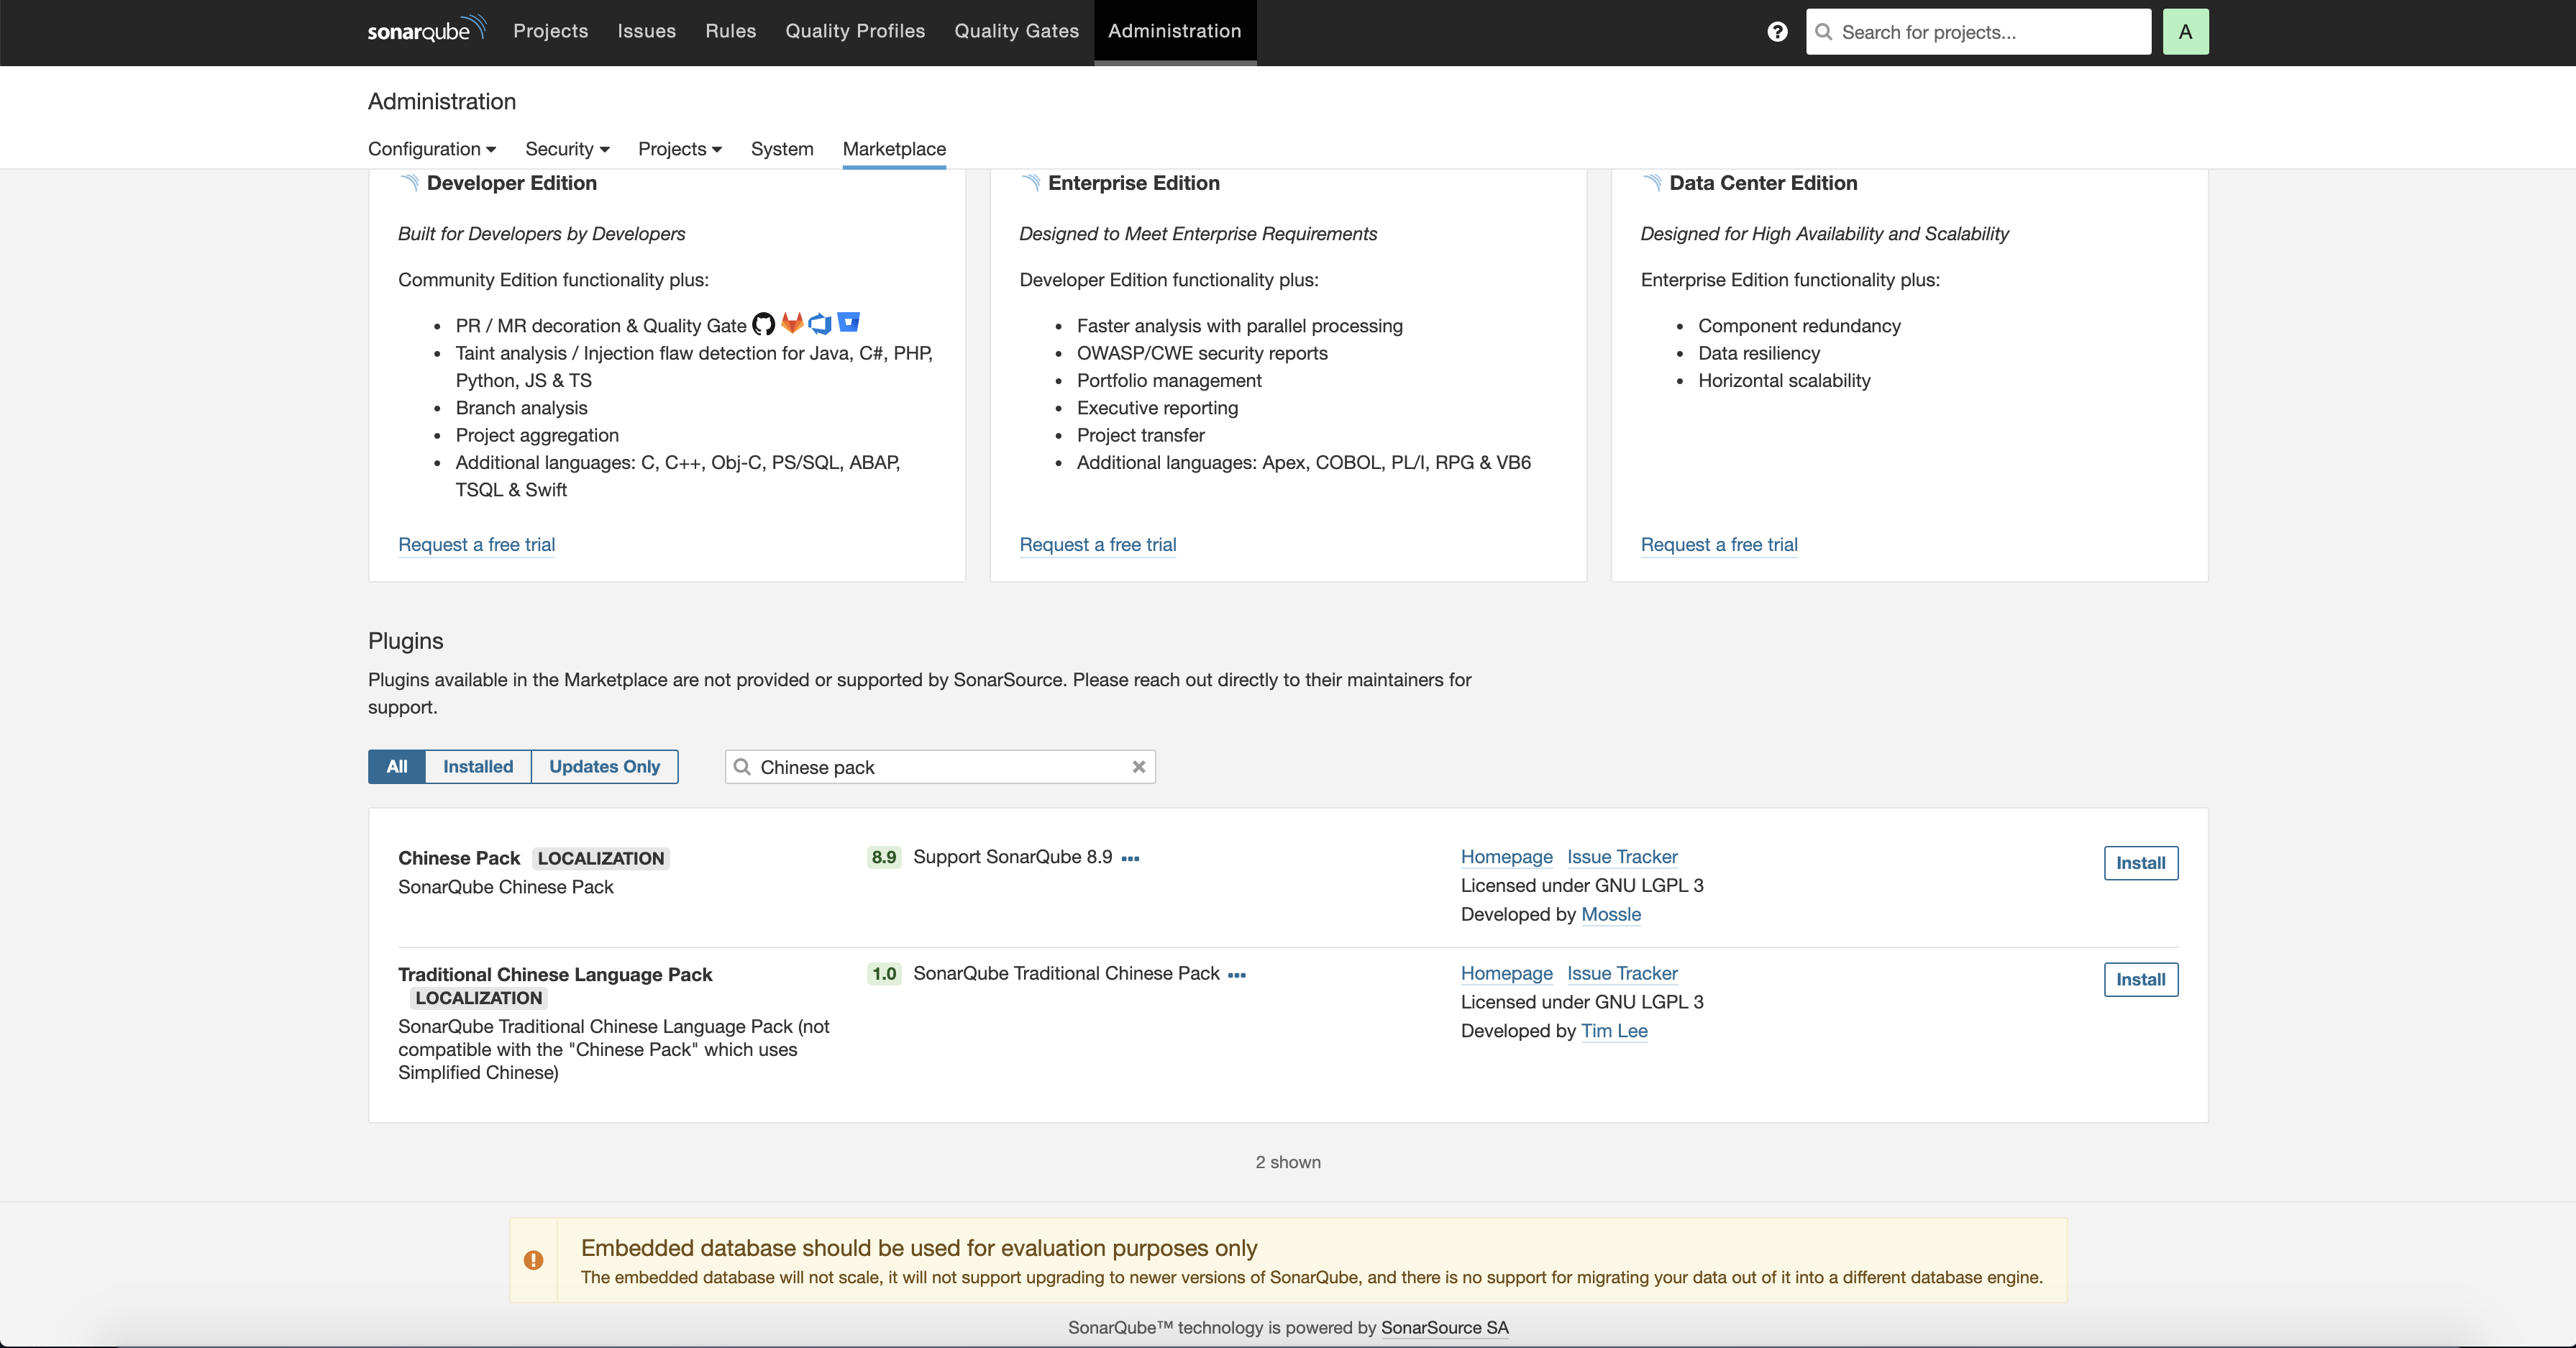 sonarqube Projects Issues Rules Quality Profiles Quality Gates Administration Search for projects... A
Administration
Configuration Security Projects System Marketplace
Developer Edition
Built for Developers by Developers
Community Edition functionality plus:
PR / MR decoration & Quality Gate
Taint analysis / Injection flaw detection for Java, C#, PHP,
Python, JS & TS
Branch analysis
Project aggregation
Additional languages: C, C++, Obj-C, PS/SQL, ABAP,
TSQL & Swift
Request a free trial
Enterprise Edition
Designed to Meet Enterprise Requirements
Developer Edition functionality plus:
Faster analysis with parallel processing
OWASP/CWE security reports
Portfolio management
Executive reporting
Project transfer
Additional languages: Apex, COBOL, PL/I, RPG & VB6
Request a free trial
Data Center Edition
Designed for High Availability and Scalability
Enterprise Edition functionality plus:
Component redundancy
Data resiliency
Horizontal scalability
Request a free trial
Plugins
Plugins available in the Marketplace are not provided or supported by SonarSource. Please reach out directly to their maintainers for
support.
All Installed Updates Only Chinese pack
Chinese Pack LOCALIZATION
SonarQube Chinese Pack
8.9 Support SonarQube 8.9
Homepage Issue Tracker
Licensed under GNU LGPL 3
Developed by Mossle
Install
Traditional Chinese Language Pack
LOCALIZATION
SonarQube Traditional Chinese Language Pack (not
compatible with the "Chinese Pack" which uses
Simplified Chinese)
1.0 SonarQube Traditional Chinese Pack
Homepage Issue Tracker
Licensed under GNU LGPL 3
Developed by Tim Lee
Install
2 shown
Embedded database should be used for evaluation purposes only
The embedded database will not scale, it will not support upgrading to newer versions of SonarQube, and there is no support for migrating your data out of it into a different database engine.
SonarQube™ technology is powered by SonarSource SA